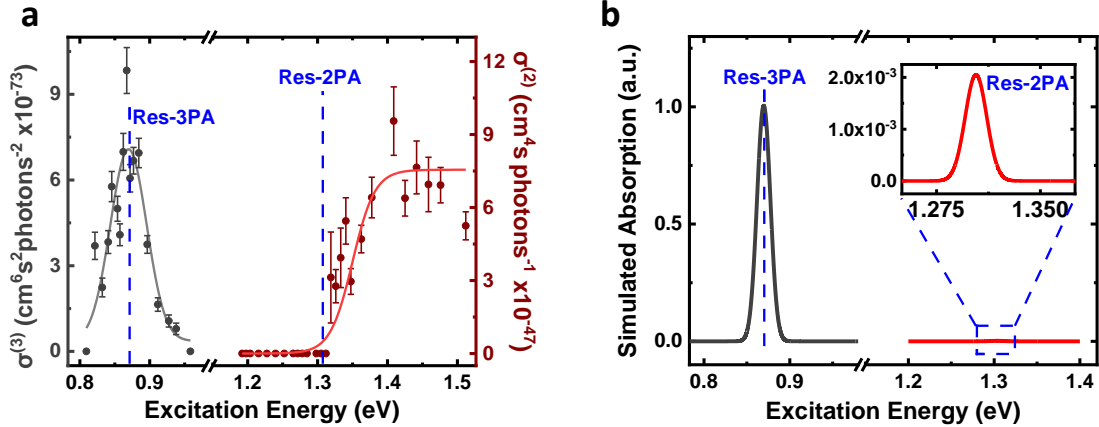 a
σ(3) (cm6s2photons-2 x10-73)
9
6
3
0
Res-3PA
Res-2PA
12
9
6
3
0
σ(2) (cm4s photons-1 x10-47)
0.8 0.9 1.2 1.3 1.4 1.5
Excitation Energy (eV)
b
Simulated Absorption (a.u.)
1.0
0.5
0.0
Res-3PA
2.0x10-3
1.0x10-3
0.0
Res-2PA
1.275 1.350
0.8 0.9 1.2 1.3 1.4
Excitation Energy (eV)